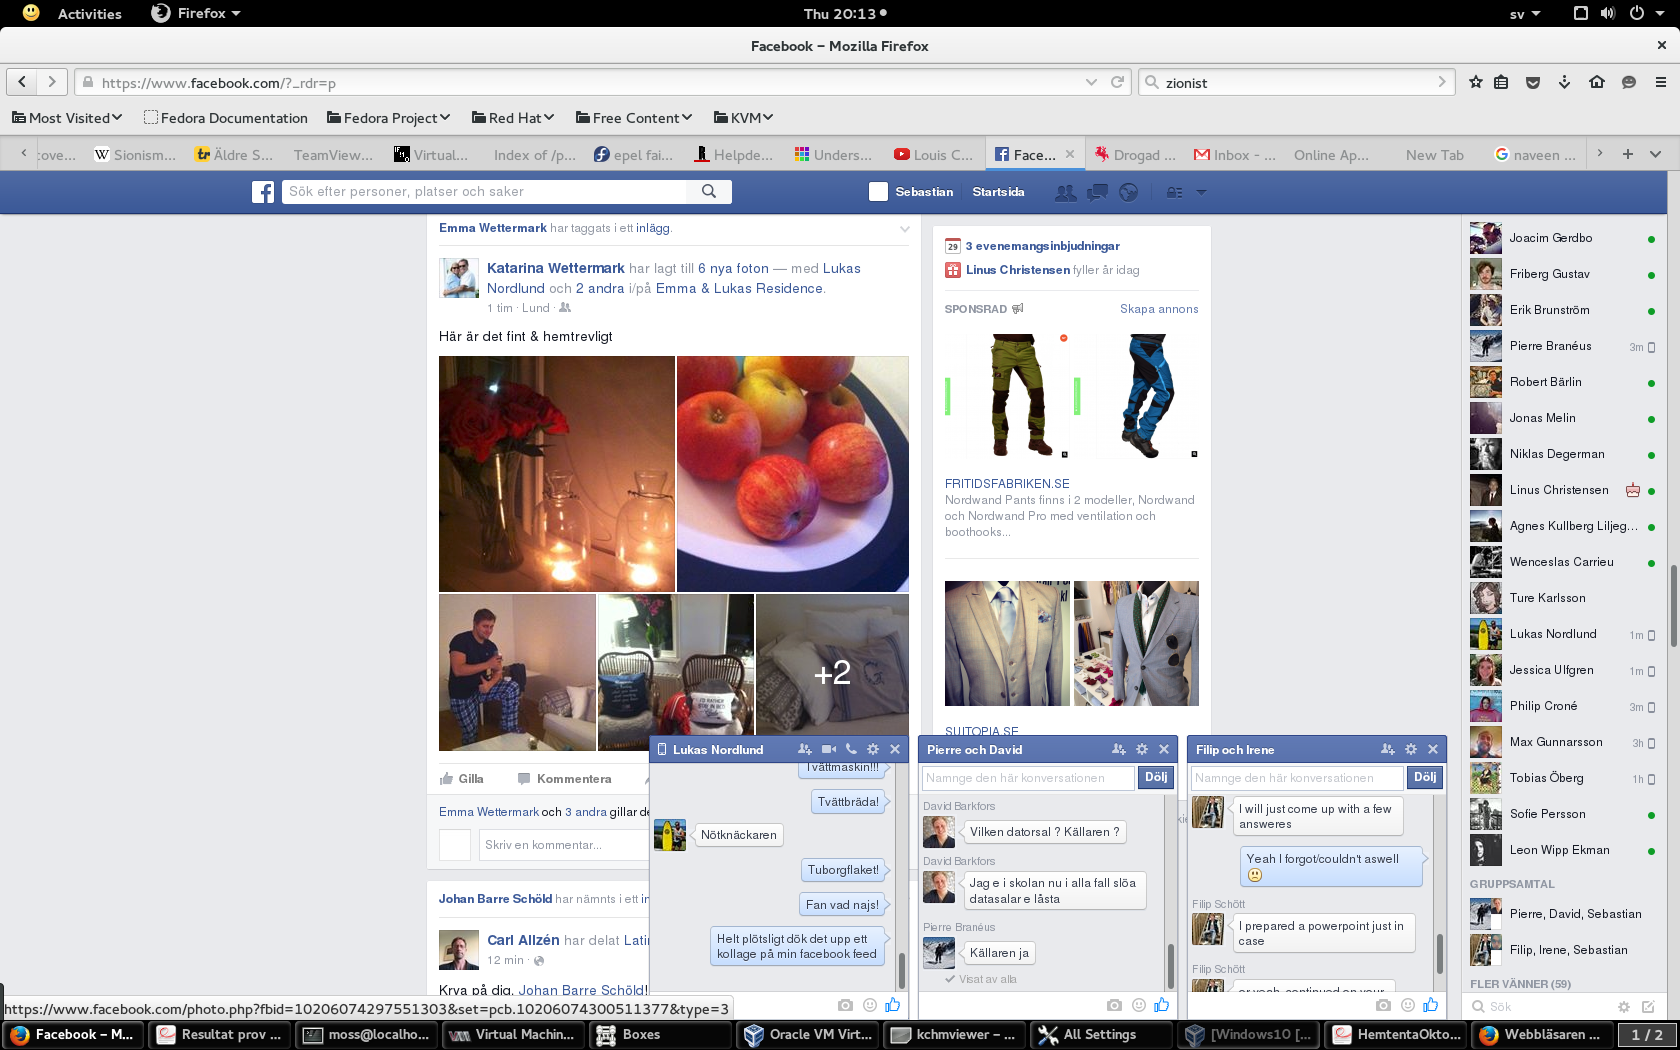 Activities
Firefox
Thu 20:13
sv
Facebook – Mozilla Firefox
https://www.facebook.com/?_rdr=p
zionist
Most Visited
Fedora Documentation
Fedora Project
Red Hat
Free Content
KVM
:ove...
Sionism...
Äldre S...
TeamView...
Virtual...
Index of /p...
epel fai...
Helpde...
Unders...
Louis C...
Face...
Drogad ...
Inbox - ...
Online Ap...
New Tab
naveen ...
Sök efter personer, platser och saker
Sebastian
Startsida
Emma Wettermark har taggats i ett inlägg.
Katarina Wettermark har lagt till 6 nya foton — med Lukas
Nordlund och 2 andra i/på Emma & Lukas Residence.
1 tim · Lund ·
Här är det fint & hemtrevligt
+2
Gilla
Kommentera
Emma Wettermark och 3 andra gillar de
Skriv en kommentar...
Johan Barre Schöld har nämnts i ett in
Carl Alizén har delat Latin
12 min ·
Krya på dig, Johan Barre Schöld!
https://www.facebook.com/photo.php?fbid=10206074297551303&set=pcb.10206074300511377&type=3
29
3 evenemangsinbjudningar
Linus Christensen fyller år idag
SPONSRAD
Skapa annons
FRITIDSFABRIKEN.SE
Nordwand Pants finns i 2 modeller, Nordwand
och Nordwand Pro med ventilation och
boothooks...
SUITOPIA.SE
Lukas Nordlund
Tvättmaskin!!!
Tvättbräda!
Nötknäckaren
Tuborgflaket!
Fan vad najs!
Helt plötsligt dök det upp ett
kollage på min facebook feed
Pierre och David
Namnge den här konversationen
Dölj
David Barkfors
Vilken datorsal ? Källaren ?
David Barkfors
Jag e i skolan nu i alla fall slöa
datasalar e låsta
Pierre Branéus
Källaren ja
Visat av alla
Filip och Irene
Namnge den här konversationen
Dölj
I will just come up with a few
answeres
Yeah I forgot/couldn't aswell
Filip Schött
I prepared a powerpoint just in
case
Filip Schött
or yeah, continued on your
Joacim Gerdbo
Friberg Gustav
Erik Brunström
Pierre Branéus
3m
Robert Bärlin
Jonas Melin
Niklas Degerman
Linus Christensen
Agnes Kullberg Liljeg...
Wenceslas Carrieu
Ture Karlsson
Lukas Nordlund
1m
Jessica Ulfgren
1m
Philip Croné
3m
Max Gunnarsson
3h
Tobias Öberg
1h
Sofie Persson
Leon Wipp Ekman
GRUPPSAMTAL
Pierre, David, Sebastian
Filip, Irene, Sebastian
FLER VÄNNER (59)
Sök
Facebook – M...
Resultat prov ...
moss@localho...
Virtual Machin...
Boxes
Oracle VM Virt...
kchmviewer – ...
All Settings
[Windows10 [...
HemtentaOkto...
Webbläsaren ...
1 / 2